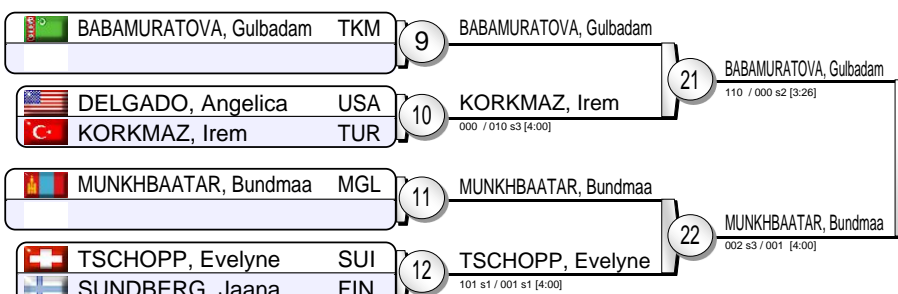 BABAMURATOVA, Gulbadam TKM
9
BABAMURATOVA, Gulbadam
21
BABAMURATOVA, Gulbadam
110 / 000 s2 [3:26]
DELGADO, Angelica USA
KORKMAZ, Irem TUR
10
KORKMAZ, Irem
000 / 010 s3 [4:00]
MUNKHBAATAR, Bundmaa MGL
11
MUNKHBAATAR, Bundmaa
22
MUNKHBAATAR, Bundmaa
002 s3 / 001 [4:00]
TSCHOPP, Evelyne SUI
SUNDBERG, Jaana FIN
12
TSCHOPP, Evelyne
101 s1 / 001 s1 [4:00]